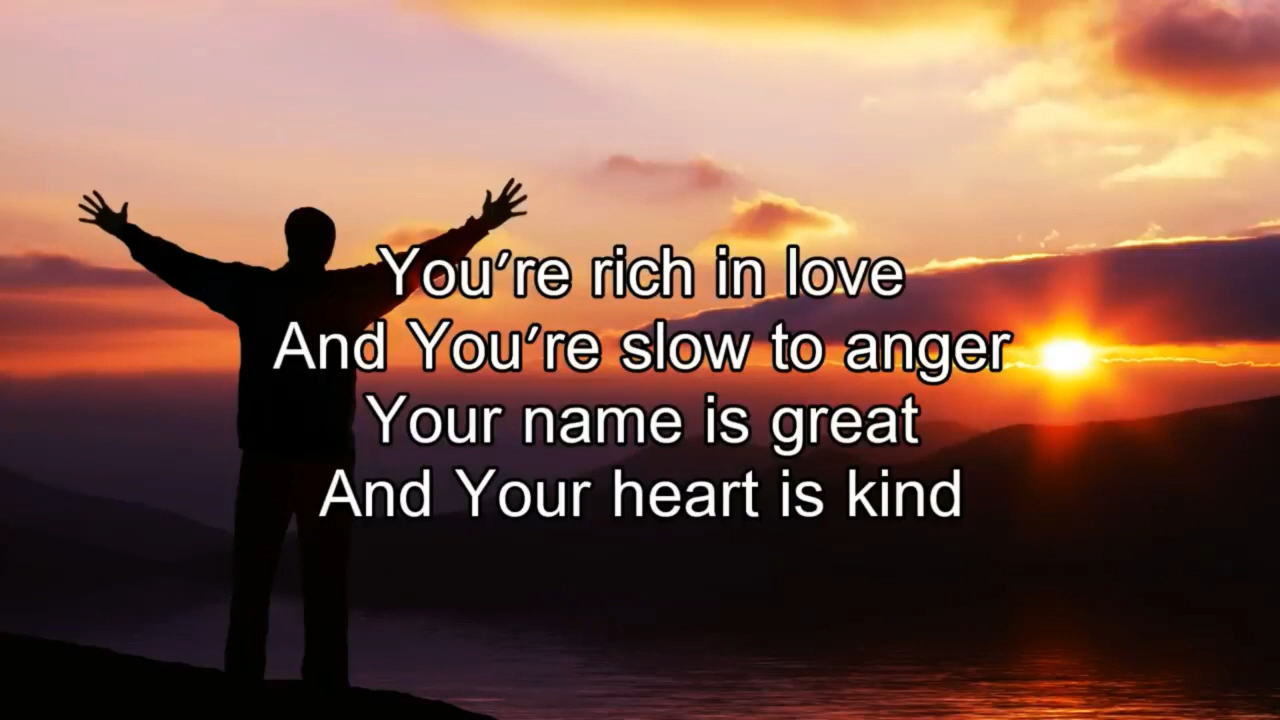 You′re rich in love
And You′re slow to anger
Your name is great
And Your heart is kind